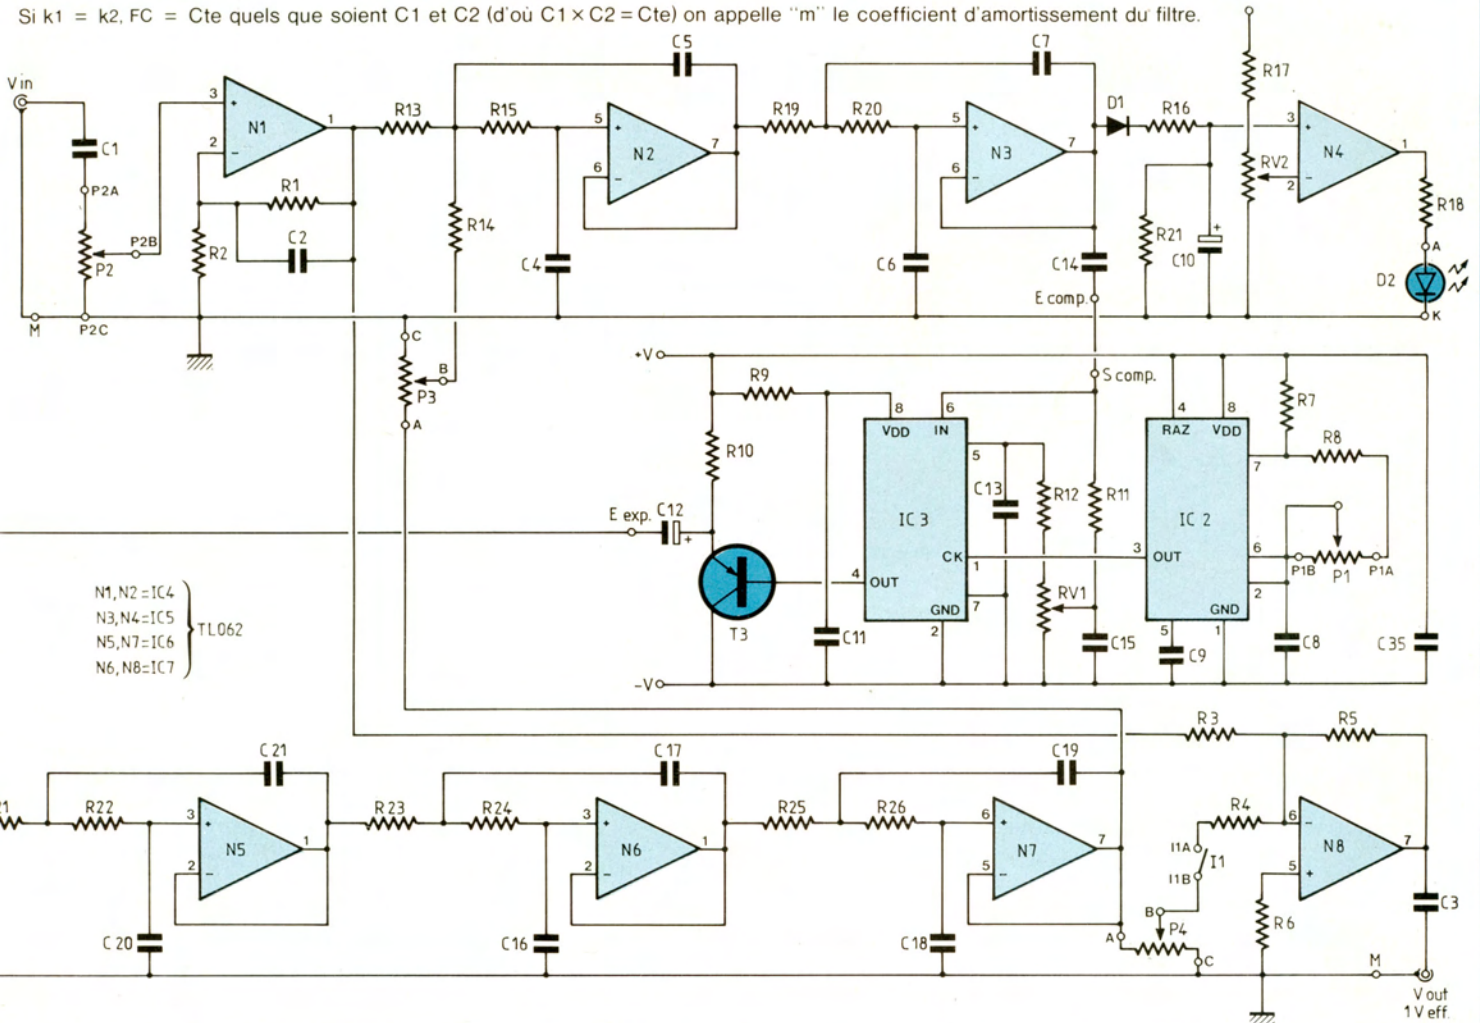 Si k1 = k2, FC = Cte quels que soient C1 et C2 (d'où C1 × C2 = Cte) on appelle "m" le coefficient d'amortissement du filtre.
C5
C7
V in
R17
3
N1
1
R13
R15
5
+
N2
7
6
−
R19
R20
5
+
N3
7
6
−
D1
R16
3
+
N4
1
RV2
−
2
+
2
−
C1
P2A
R1
C2
P2B
P2
R2
R14
C4
C6
C14
R21
+
C10
R18
A
D2
K
E comp.
M
P2C
C
B
P3
A
+V
S comp.
R9
R10
8
6
VDD
IN
5
C13
R12
R11
4
8
RAZ
VDD
R7
7
R8
IC 3
IC 2
E exp.
C12
+
CK
1
3
OUT
6
P1B
P1
P1A
2
4
OUT
GND
7
RV1
GND
T3
C11
2
C15
5
C9
1
C8
C35
−V
N1,N2=IC4
N3,N4=IC5
N5,N7=IC6
N6,N8=IC7
TL062
R3
R5
C 21
C 17
C19
21
R22
3
+
N5
1
2
−
R 23
R24
3
+
N6
1
2
−
R25
R26
6
+
N7
7
5
−
R4
6
−
N8
7
5
+
I1A
I1
I1B
C 20
C16
C18
A
B
P4
C
R6
C3
M
V out
1 V eff.